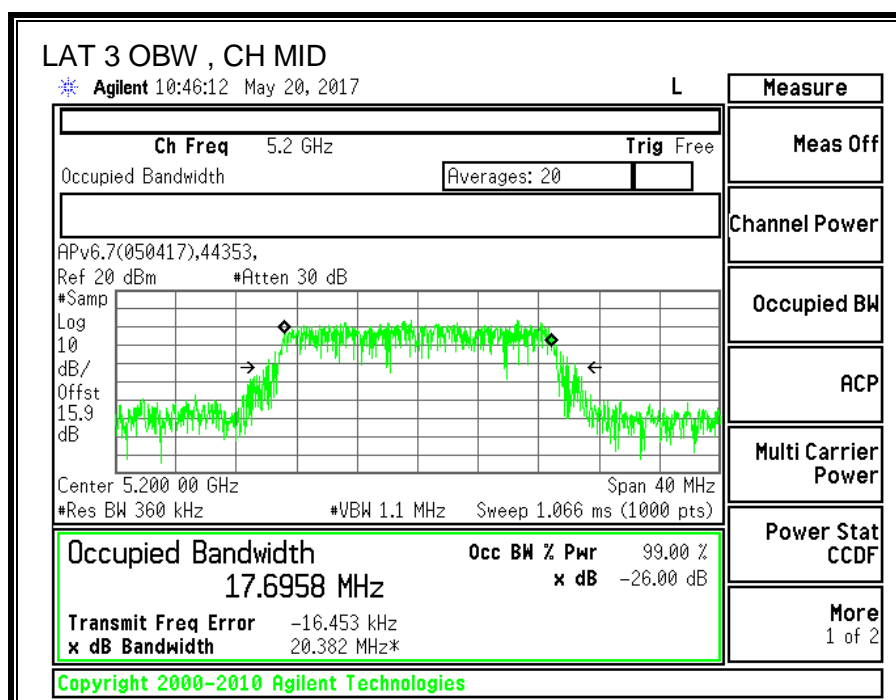 LAT 3 OBW , CH MID
Agilent 10:46:12 May 20, 2017 L
Measure
Ch Freq 5.2 GHz Trig Free
Meas Off
Occupied Bandwidth Averages: 20
Channel Power
APv6.7(050417),44353,
Ref 20 dBm #Atten 30 dB
#Samp
Log
10
dB/
Offst
15.9
dB
Occupied BW
ACP
Multi Carrier
Power
Center 5.200 00 GHz Span 40 MHz
#Res BW 360 kHz #VBW 1.1 MHz Sweep 1.066 ms (1000 pts)
Power Stat
CCDF
Occupied Bandwidth Occ BW % Pwr 99.00 %
17.6958 MHz x dB -26.00 dB
Transmit Freq Error -16.453 kHz
x dB Bandwidth 20.382 MHz*
More
1 of 2
Copyright 2000-2010 Agilent Technologies